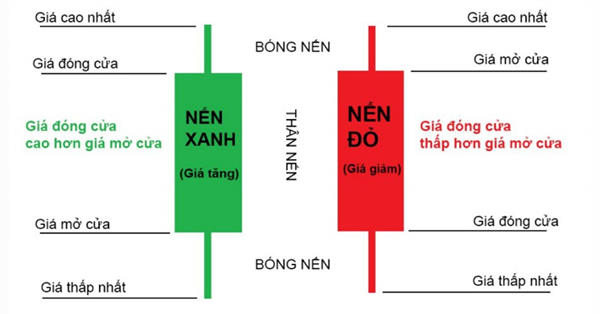 Giá cao nhất
Giá đóng cửa
Giá đóng cửa
cao hơn giá mở cửa
Giá mở cửa
Giá thấp nhất
NẾN
XANH
(Giá tăng)
BÓNG NẾN
THÂN NẾN
BÓNG NẾN
NẾN
ĐỎ
(Giá giảm)
Giá cao nhất
Giá mở cửa
Giá đóng cửa
thấp hơn giá mở cửa
Giá đóng cửa
Giá thấp nhất